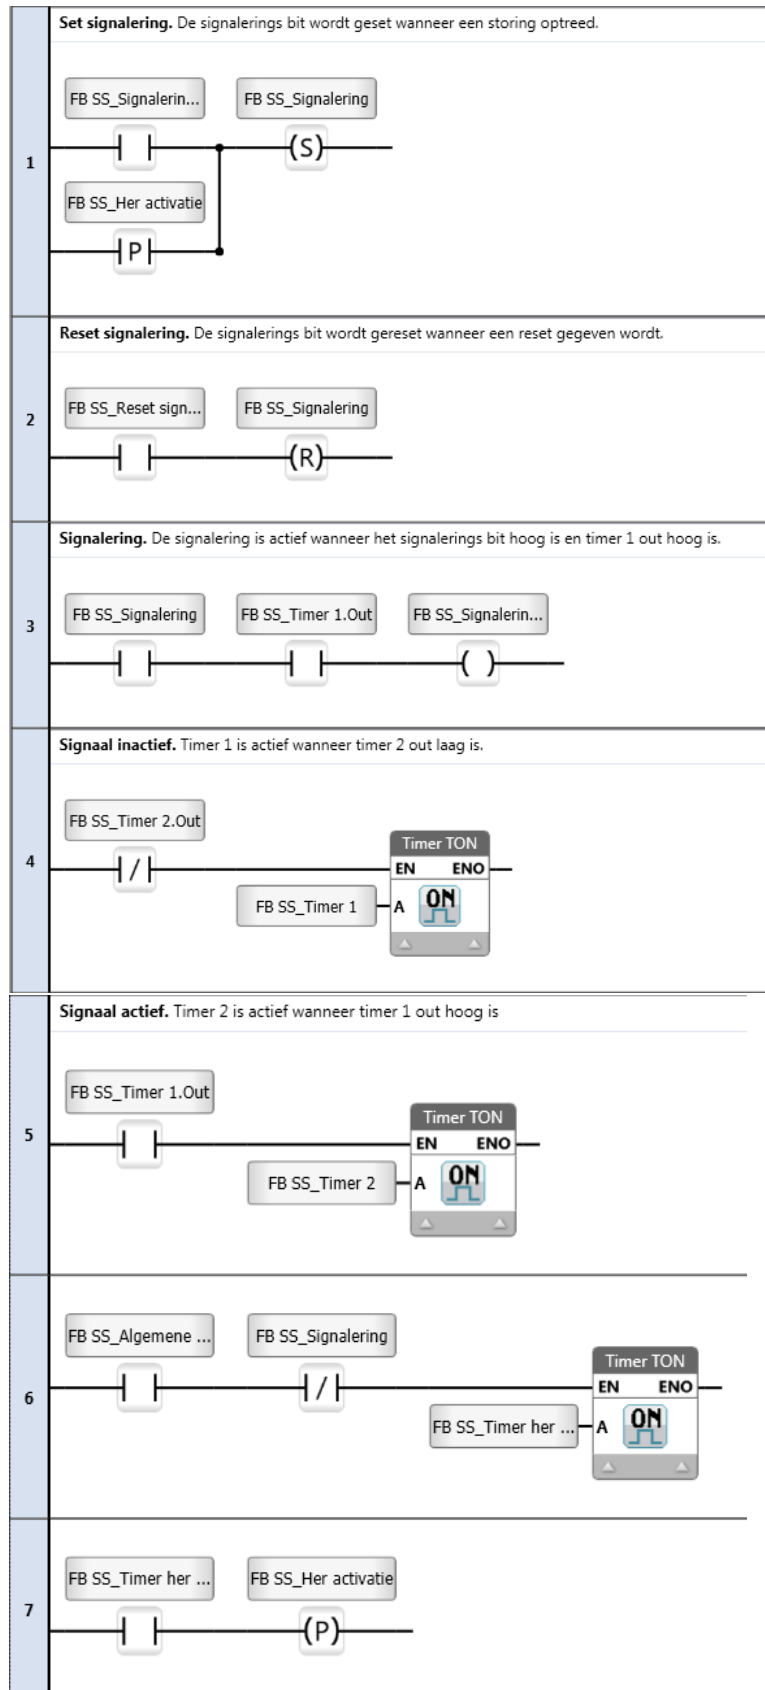 Set signalering. De signalerings bit wordt geset wanneer een storing optreed.
FB SS_Signalerin... FB SS_Signalering
(S)
1
FB SS_Her activatie
P
Reset signalering. De signalerings bit wordt gereset wanneer een reset gegeven wordt.
FB SS_Reset sign... FB SS_Signalering
2
(R)
Signalering. De signalering is actief wanneer het signalerings bit hoog is en timer 1 out hoog is.
FB SS_Signalering FB SS_Timer 1.Out FB SS_Signalerin...
3
Signaal inactief. Timer 1 is actief wanneer timer 2 out laag is.
FB SS_Timer 2.Out
Timer TON
4
EN ENO
FB SS_Timer 1 A ON
Signaal actief. Timer 2 is actief wanneer timer 1 out hoog is
FB SS_Timer 1.Out
Timer TON
5
EN ENO
FB SS_Timer 2 A ON
FB SS_Algemene ... FB SS_Signalering
Timer TON
6
EN ENO
FB SS_Timer her ... A ON
FB SS_Timer her ... FB SS_Her activatie
7
(P)